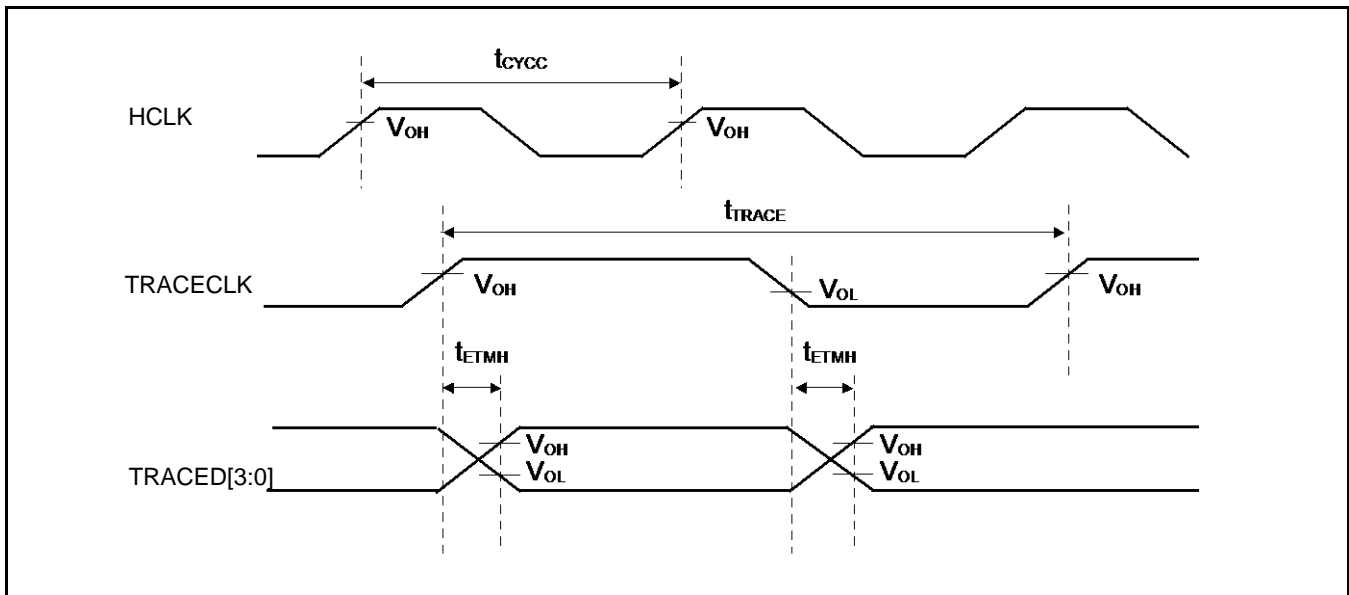 tCYCC
HCLK
VOH VOH
tTRACE
TRACECLK
VOH VOL VOH
tETMH tETMH
VOH VOH
TRACED[3:0]
VOL VOL